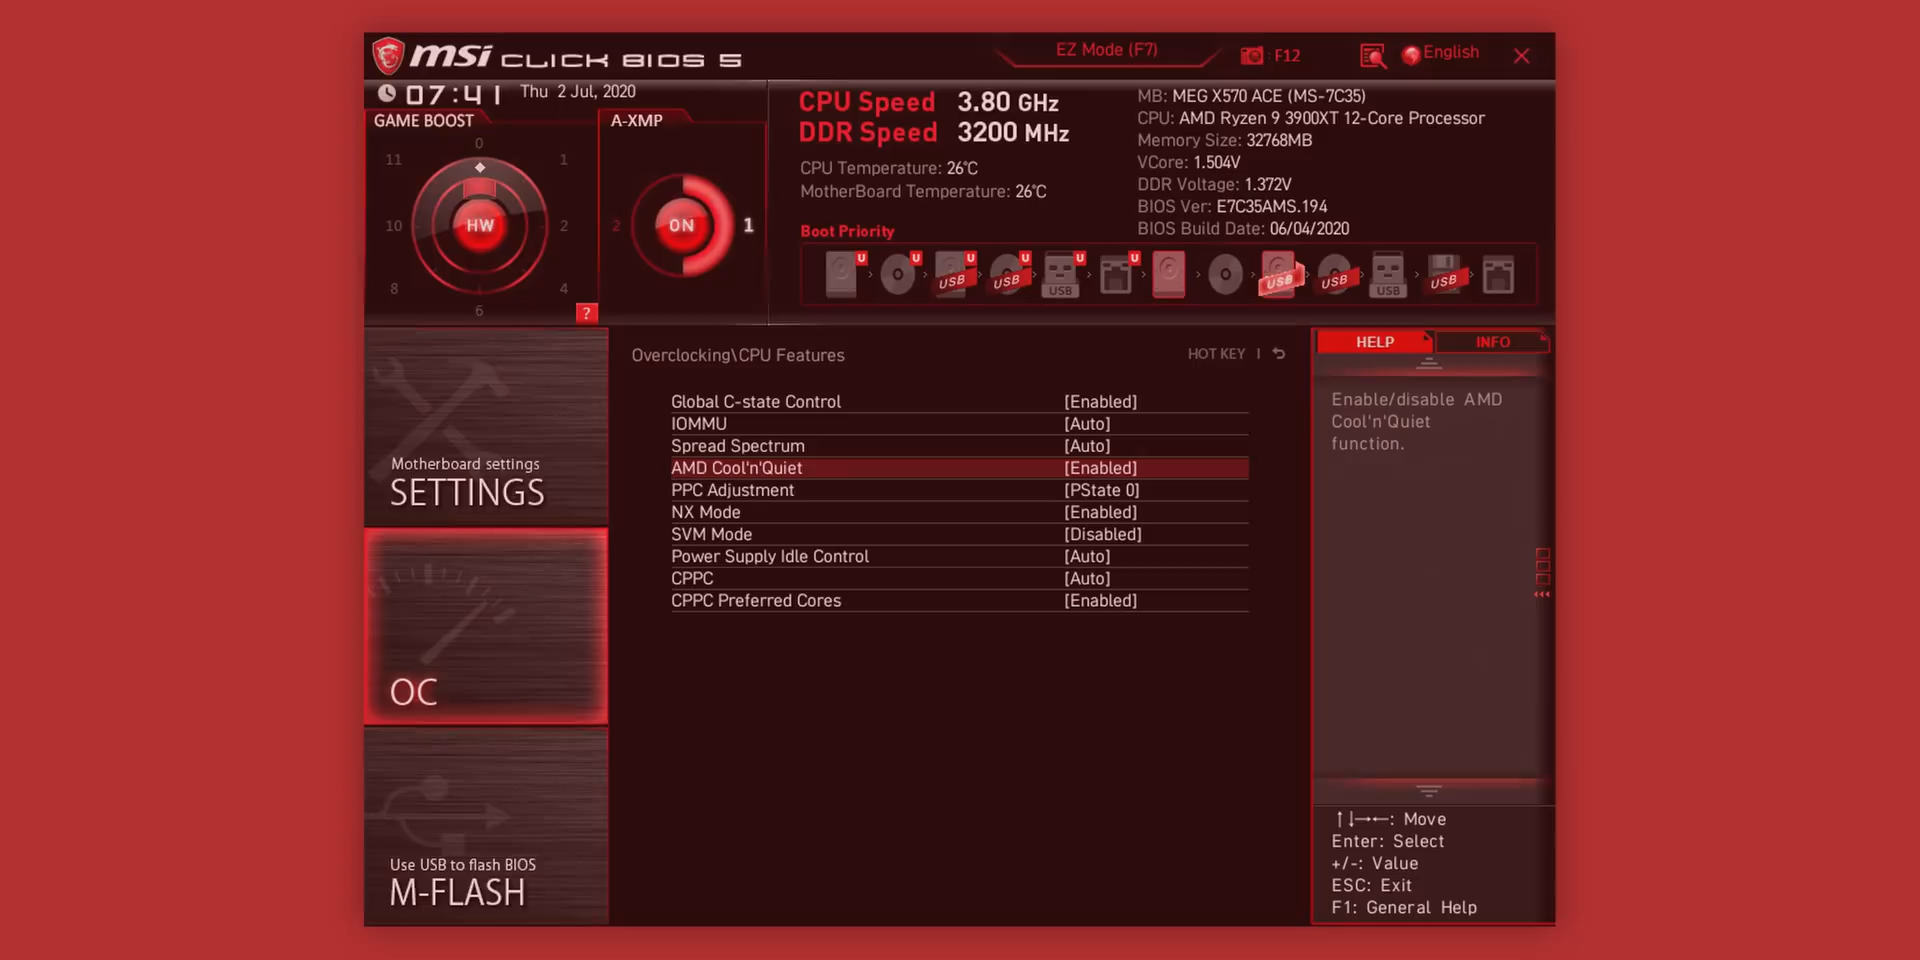 msi CLICK BIOS 5
EZ Mode (F7)
: F12
English
07:41 Thu 2 Jul, 2020
GAME BOOST
0
11 1
10 HW 2
8 4
6
?
A-XMP
2 ON 1
CPU Speed 3.80 GHz
DDR Speed 3200 MHz
CPU Temperature: 26°C
MotherBoard Temperature: 26°C
MB: MEG X570 ACE (MS-7C35)
CPU: AMD Ryzen 9 3900XT 12-Core Processor
Memory Size: 32768MB
VCore: 1.504V
DDR Voltage: 1.372V
BIOS Ver: E7C35AMS.194
BIOS Build Date: 06/04/2020
Boot Priority
U U U U U U
USB USB USB USB USB USB USB
Motherboard settings
SETTINGS
OC
Use USB to flash BIOS
M-FLASH
Overclocking\CPU Features
HOT KEY |
Global C-state Control [Enabled]
IOMMU [Auto]
Spread Spectrum [Auto]
AMD Cool'n'Quiet [Enabled]
PPC Adjustment [PState 0]
NX Mode [Enabled]
SVM Mode [Disabled]
Power Supply Idle Control [Auto]
CPPC [Auto]
CPPC Preferred Cores [Enabled]
HELP INFO
Enable/disable AMD
Cool'n'Quiet
function.
↑↓→←: Move
Enter: Select
+/-: Value
ESC: Exit
F1: General Help